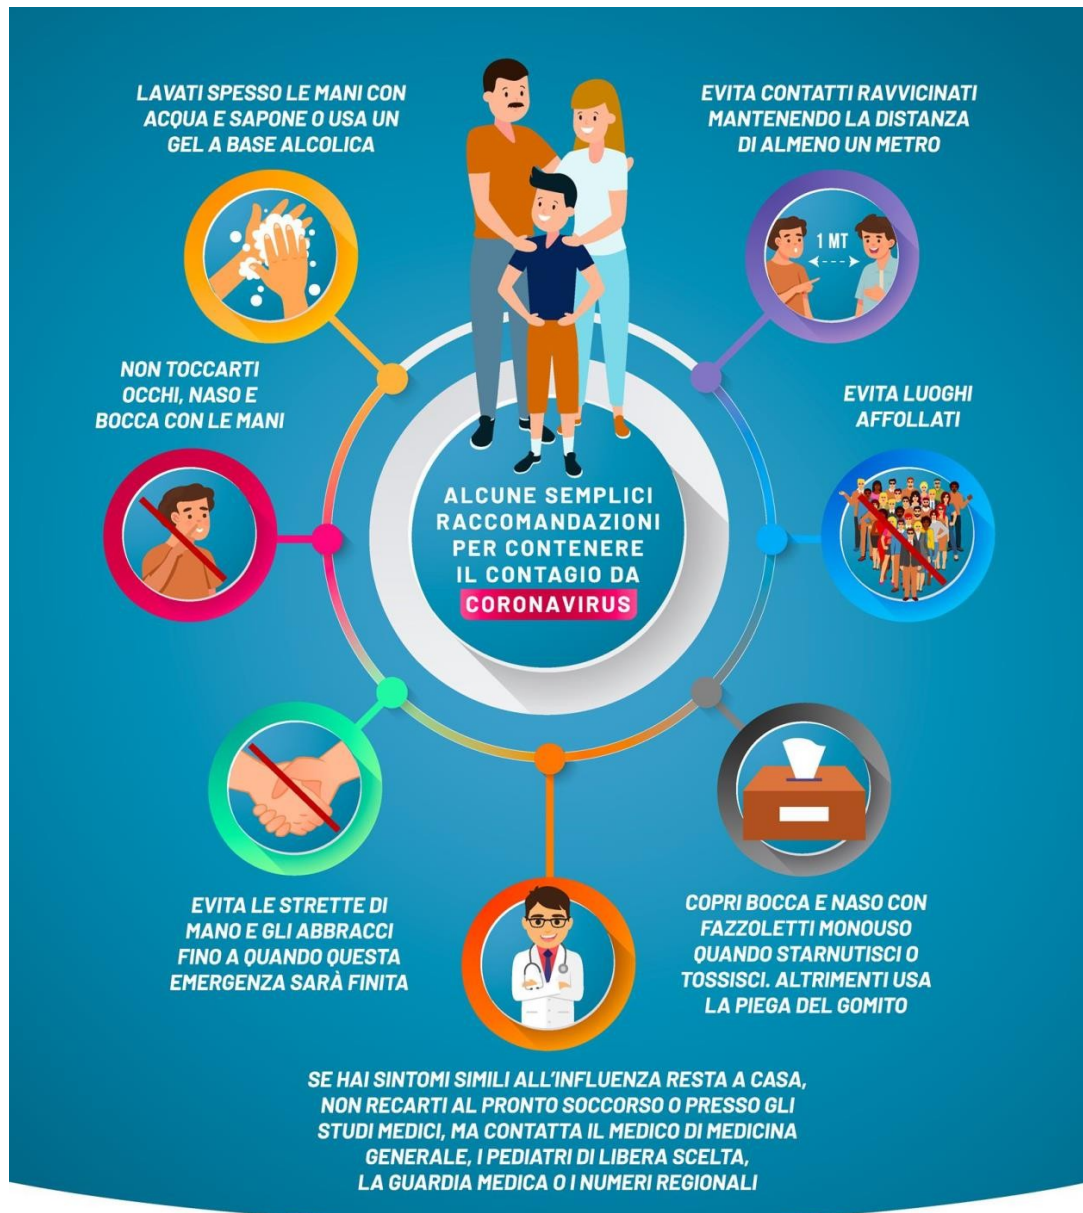 LAVATI SPESSO LE MANI CON
ACQUA E SAPONE O USA UN
GEL A BASE ALCOLICA
EVITA CONTATTI RAVVICINATI
MANTENENDO LA DISTANZA
DI ALMENO UN METRO
1 MT
NON TOCCARTI
OCCHI, NASO E
BOCCA CON LE MANI
EVITA LUOGHI
AFFOLLATI
ALCUNE SEMPLICI
RACCOMANDAZIONI
PER CONTENERE
IL CONTAGIO DA
CORONAVIRUS
EVITA LE STRETTE DI
MANO E GLI ABBRACCI
FINO A QUANDO QUESTA
EMERGENZA SARÀ FINITA
COPRI BOCCA E NASO CON
FAZZOLETTI MONOUSO
QUANDO STARNUTISCI O
TOSSISCI. ALTRIMENTI USA
LA PIEGA DEL GOMITO
SE HAI SINTOMI SIMILI ALL'INFLUENZA RESTA A CASA,
NON RECARTI AL PRONTO SOCCORSO O PRESSO GLI
STUDI MEDICI, MA CONTATTA IL MEDICO DI MEDICINA
GENERALE, I PEDIATRI DI LIBERA SCELTA,
LA GUARDIA MEDICA O I NUMERI REGIONALI